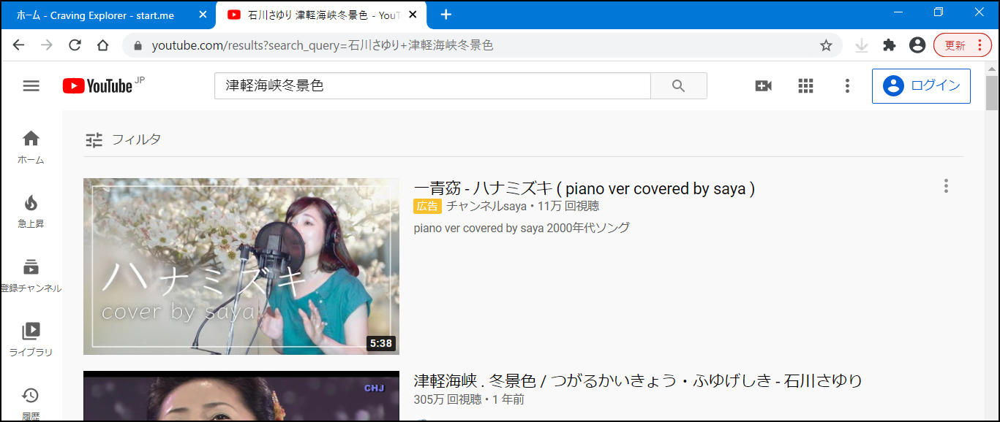 ホーム - Craving Explorer - start.me
石川さゆり 津軽海峡冬景色 - YouT
youtube.com/results?search_query=石川さゆり+津軽海峡冬景色
更新
YouTube JP
津軽海峡冬景色
ログイン
ホーム
急上昇
登録チャンネル
ライブラリ
履歴
フィルタ
ハナミズキ
cover by saya
5:38
一青窈 - ハナミズキ ( piano ver covered by saya )
広告 チャンネルsaya・11万 回視聴
piano ver covered by saya 2000年代ソング
CHJ
津軽海峡 . 冬景色 / つがるかいきょう・ふゆげしき - 石川さゆり
305万 回視聴・1 年前